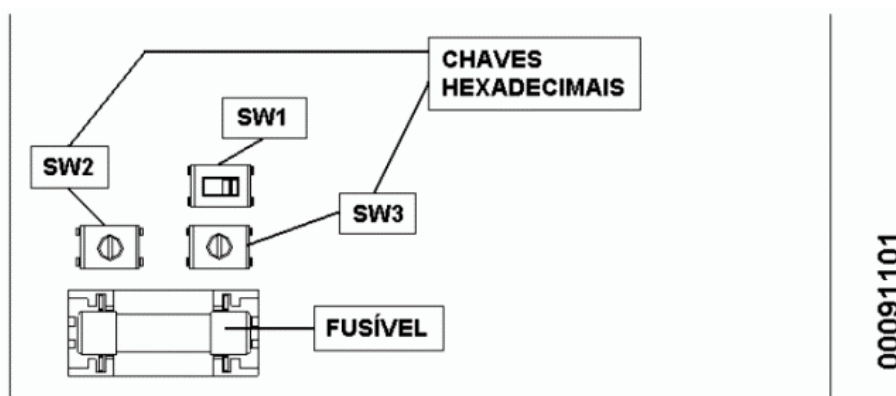 CHAVES
HEXADECIMAIS
SW1
SW2
SW3
FUSÍVEL
00091101